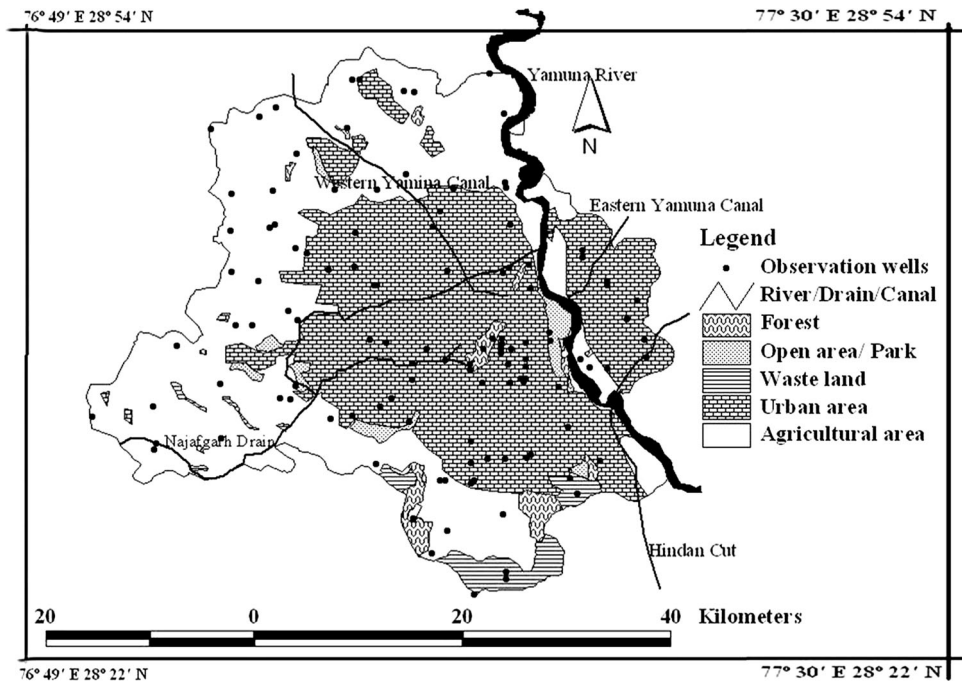 76° 49′ E 28° 54′ N
77° 30′ E 28° 54′ N
Yamuna River
N
Western Yamina Canal
Eastern Yamuna Canal
Legend
Observation wells
River/Drain/Canal
Forest
Open area/ Park
Waste land
Urban area
Agricultural area
Najafgarh Drain
Hindan Cut
20 0 20 40 Kilometers
76° 49′ E 28° 22′ N
77° 30′ E 28° 22′ N